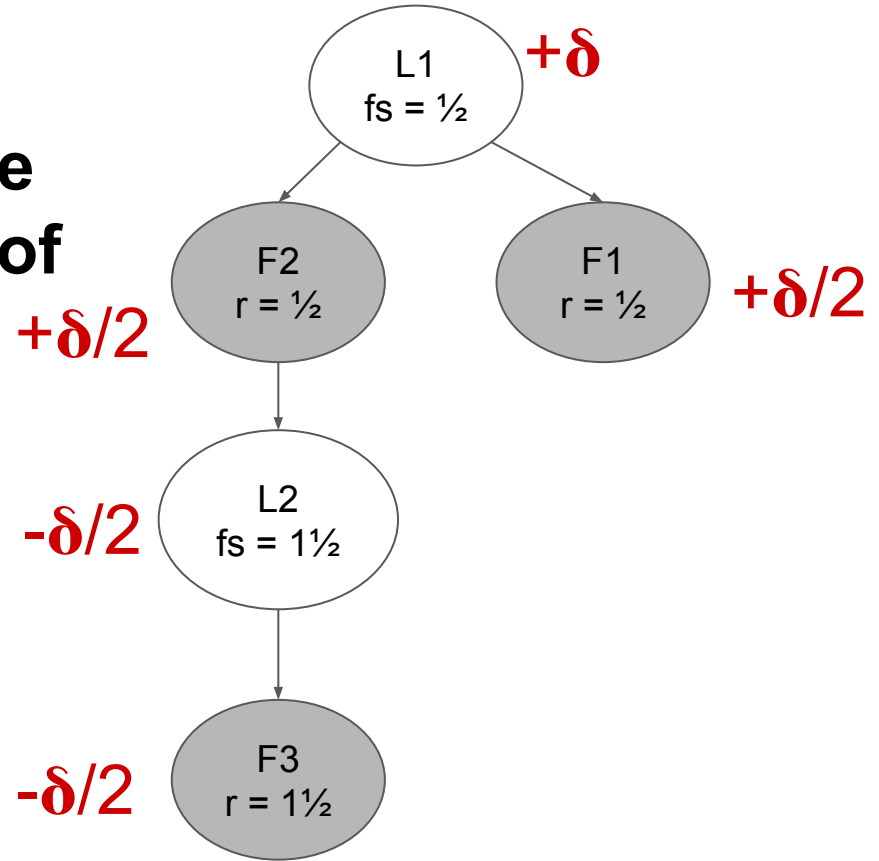 L1
fs = ½
+δ
e
of
F2
r = ½
+δ/2
F1
r = ½
+δ/2
L2
fs = 1½
-δ/2
F3
r = 1½
-δ/2